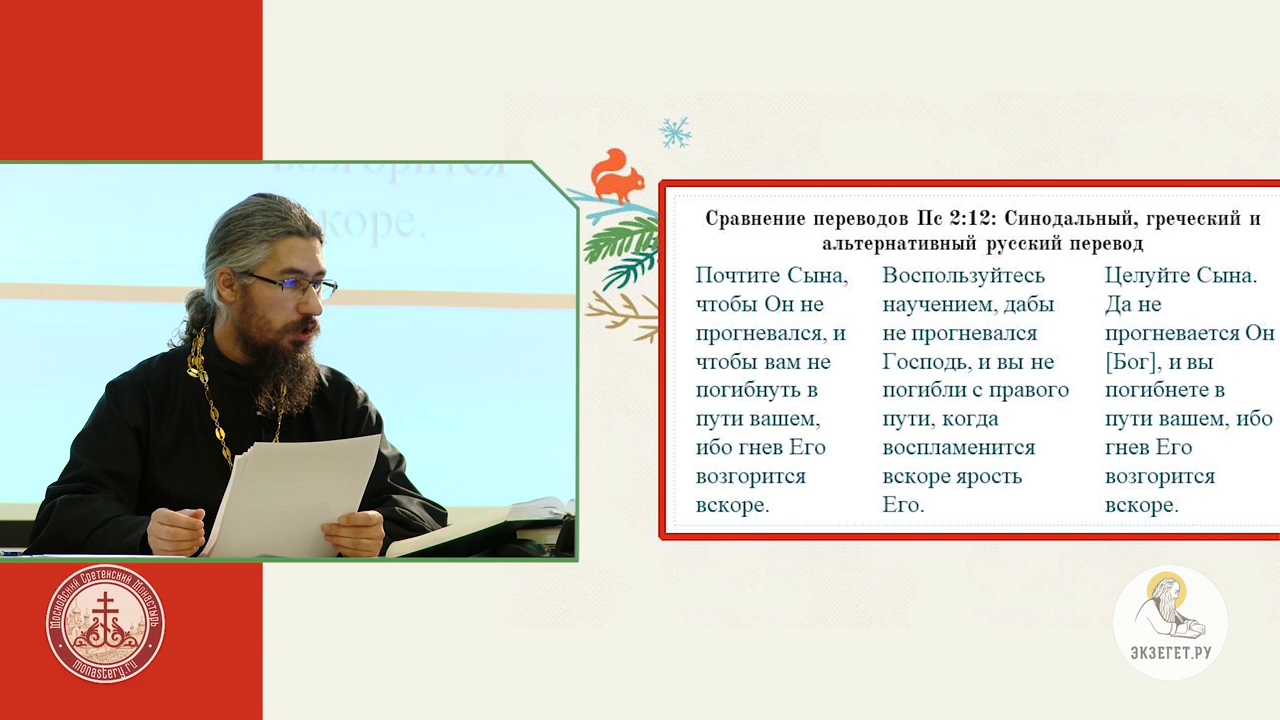 возгорится
вскоре.
Сравнение переводов Пс 2:12: Синодальный, греческий и
альтернативный русский перевод
Почтите Сына,
чтобы Он не
прогневался, и
чтобы вам не
погибнуть в
пути вашем,
ибо гнев Его
возгорится
вскоре.
Воспользуйтесь
научением, дабы
не прогневался
Господь, и вы не
погибли с правого
пути, когда
воспламенится
вскоре ярость
Его.
Целуйте Сына.
Да не
прогневается Он
[Бог], и вы
погибнете в
пути вашем, ибо
гнев Его
возгорится
вскоре.
Московский Сретенский Монастырь
monastery.ru
ЭКЗЕГЕТ.РУ